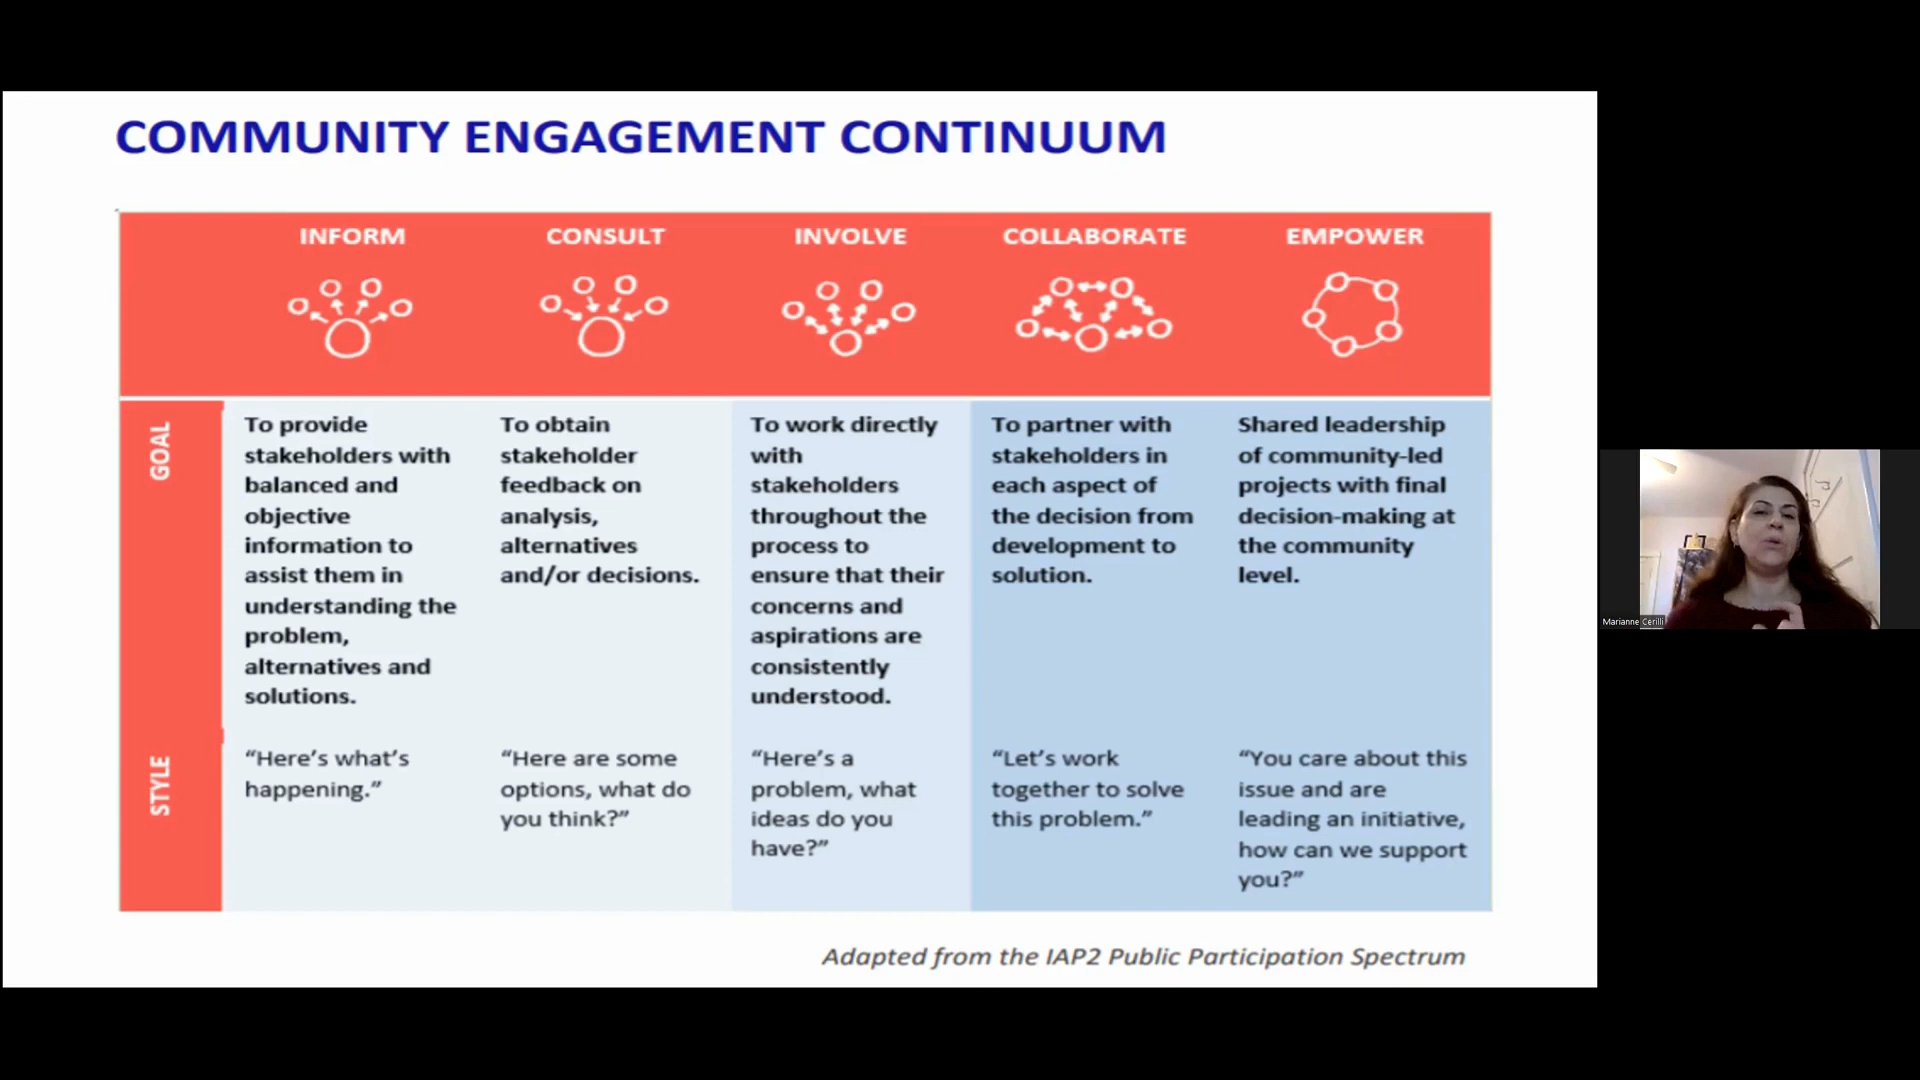 COMMUNITY ENGAGEMENT CONTINUUM
INFORM
CONSULT
INVOLVE
COLLABORATE
EMPOWER
GOAL
To provide
stakeholders with
balanced and
objective
information to
assist them in
understanding the
problem,
alternatives and
solutions.
To obtain
stakeholder
feedback on
analysis,
alternatives
and/or decisions.
To work directly
with
stakeholders
throughout the
process to
ensure that their
concerns and
aspirations are
consistently
understood.
To partner with
stakeholders in
each aspect of
the decision from
development to
solution.
Shared leadership
of community-led
projects with final
decision-making at
the community
level.
STYLE
“Here’s what’s
happening.”
“Here are some
options, what do
you think?”
“Here’s a
problem, what
ideas do you
have?”
“Let’s work
together to solve
this problem.”
“You care about this
issue and are
leading an initiative,
how can we support
you?”
Adapted from the IAP2 Public Participation Spectrum
Marianne Cerilli